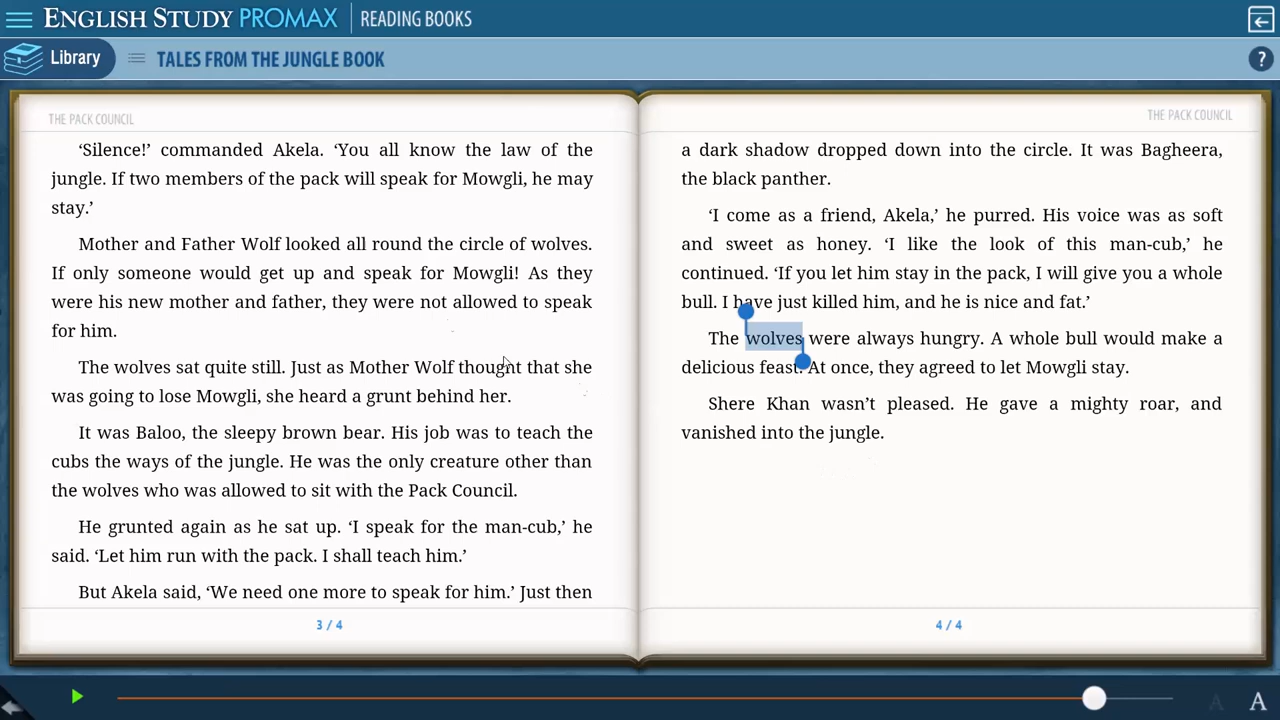 ENGLISH STUDY PROMAX READING BOOKS
Library TALES FROM THE JUNGLE BOOK ?
THE PACK COUNCIL
‘Silence!’ commanded Akela. ‘You all know the law of the
jungle. If two members of the pack will speak for Mowgli, he may
stay.’
Mother and Father Wolf looked all round the circle of wolves.
If only someone would get up and speak for Mowgli! As they
were his new mother and father, they were not allowed to speak
for him.
The wolves sat quite still. Just as Mother Wolf thought that she
was going to lose Mowgli, she heard a grunt behind her.
It was Baloo, the sleepy brown bear. His job was to teach the
cubs the ways of the jungle. He was the only creature other than
the wolves who was allowed to sit with the Pack Council.
He grunted again as he sat up. ‘I speak for the man-cub,’ he
said. ‘Let him run with the pack. I shall teach him.’
But Akela said, ‘We need one more to speak for him.’ Just then
3 / 4
THE PACK COUNCIL
a dark shadow dropped down into the circle. It was Bagheera,
the black panther.
‘I come as a friend, Akela,’ he purred. His voice was as soft
and sweet as honey. ‘I like the look of this man-cub,’ he
continued. ‘If you let him stay in the pack, I will give you a whole
bull. I have just killed him, and he is nice and fat.’
The wolves were always hungry. A whole bull would make a
delicious feast. At once, they agreed to let Mowgli stay.
Shere Khan wasn’t pleased. He gave a mighty roar, and
vanished into the jungle.
4 / 4
A A